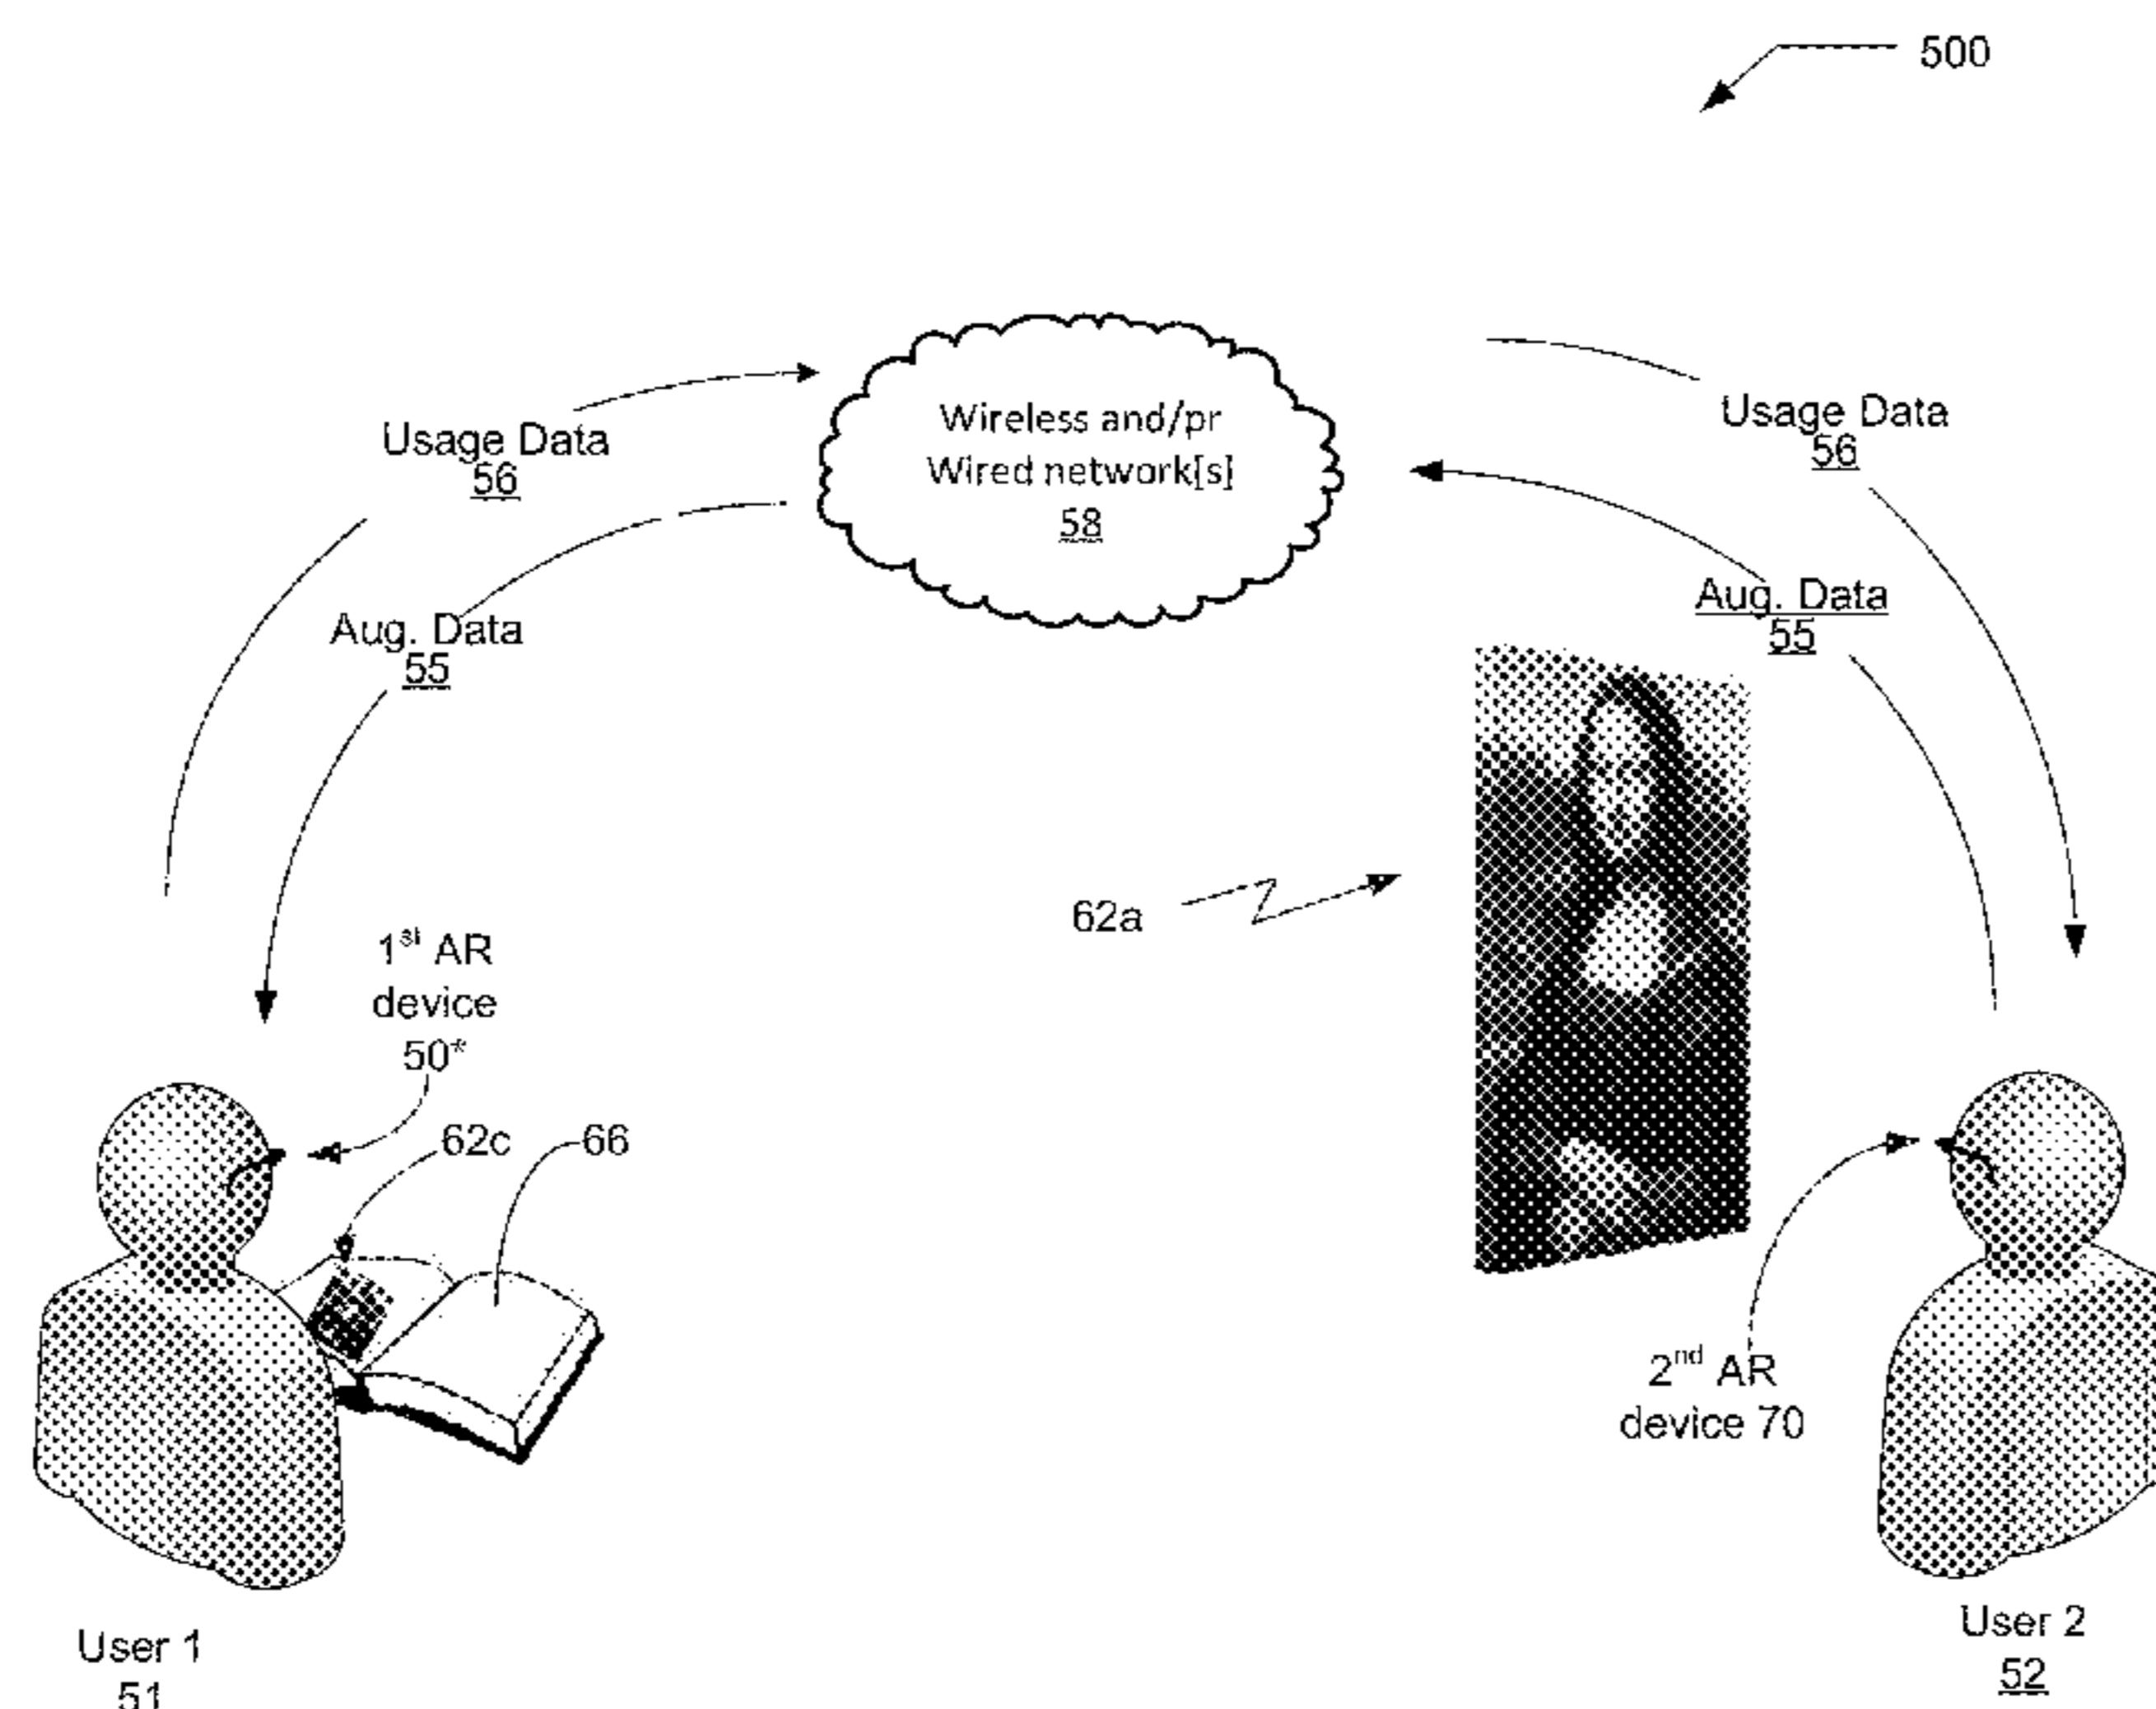 500
Wireless and/pr
Wired network[s]
58
Usage Data
56
Usage Data
56
Aug. Data
55
Aug. Data
55
62a
1st AR
device
50*
62c
66
2nd AR
device 70
User 1
51
User 2
52